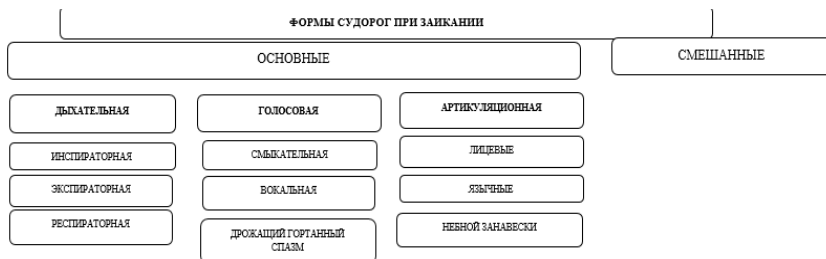 ФОРМЫ СУДОРОГ ПРИ ЗАИКАНИИ
ОСНОВНЫЕ
СМЕШАННЫЕ
ДЫХАТЕЛЬНАЯ
ГОЛОСОВАЯ
АРТИКУЛЯЦИОННАЯ
ИНСПИРАТОРНАЯ
СМЫКАТЕЛЬНАЯ
ЛИЦЕВЫЕ
ЭКСПИРАТОРНАЯ
ВОКАЛЬНАЯ
ЯЗЫЧНЫЕ
РЕСПИРАТОРНАЯ
ДРОЖАЩИЙ ГОРТАННЫЙ
СПАЗМ
НЕБНОЙ ЗАНАВЕСКИ